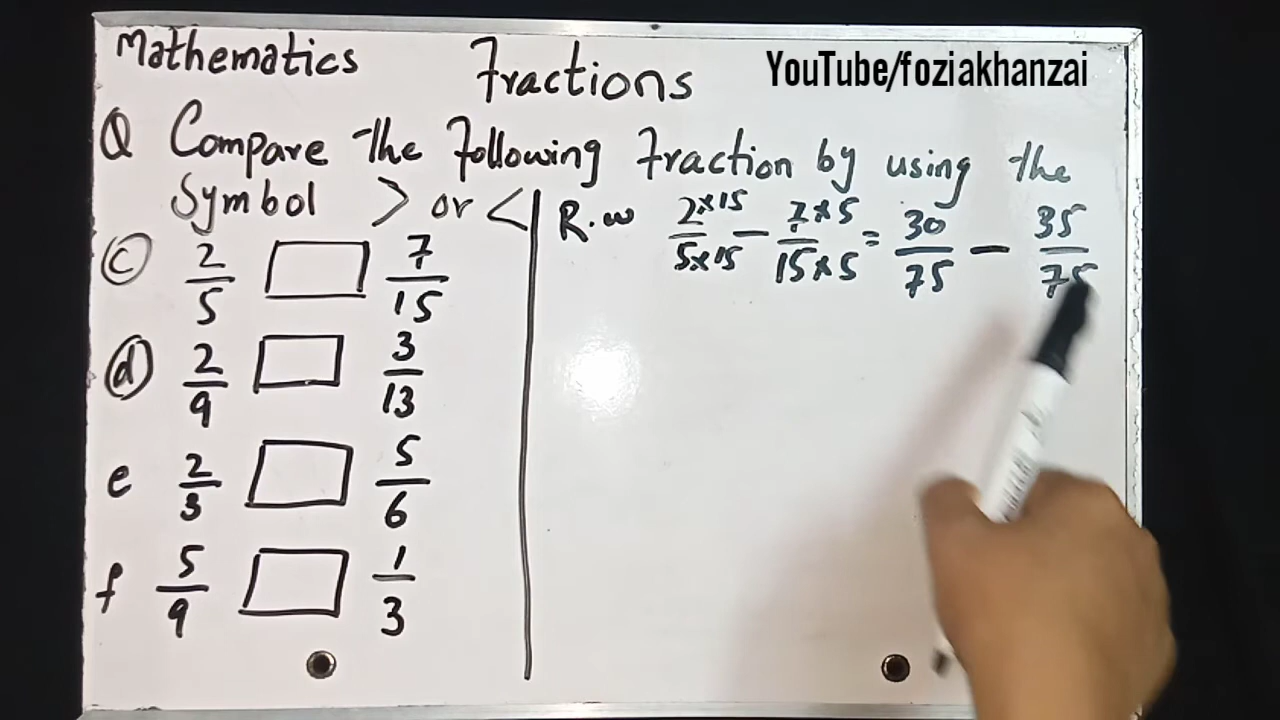 Mathematics Fractions
YouTube/foziakhanzai
Q Compare the following fraction by using the
Symbol > or <
R.w 2×15/5×15 - 7×5/15×5 = 30/75 - 35/75
(c) 2/5 □ 7/15
(d) 2/9 □ 3/13
e 2/3 □ 5/6
f 5/9 □ 1/3